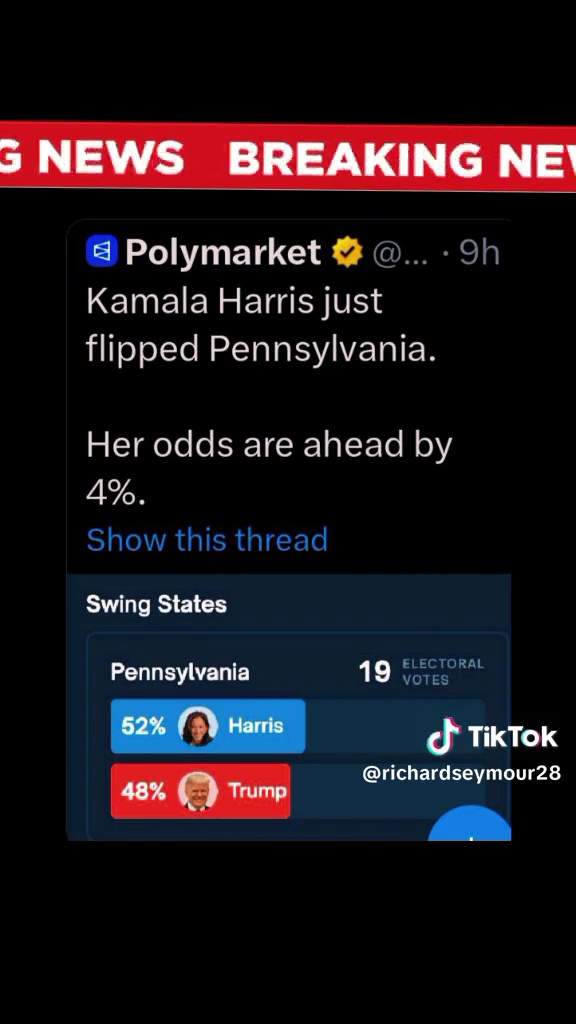 G NEWS BREAKING NEW
Polymarket @... · 9h
Kamala Harris just
flipped Pennsylvania.
Her odds are ahead by
4%.
Show this thread
Swing States
Pennsylvania 19 ELECTORAL
VOTES
52% Harris
48% Trump
TikTok
@richardseymour28